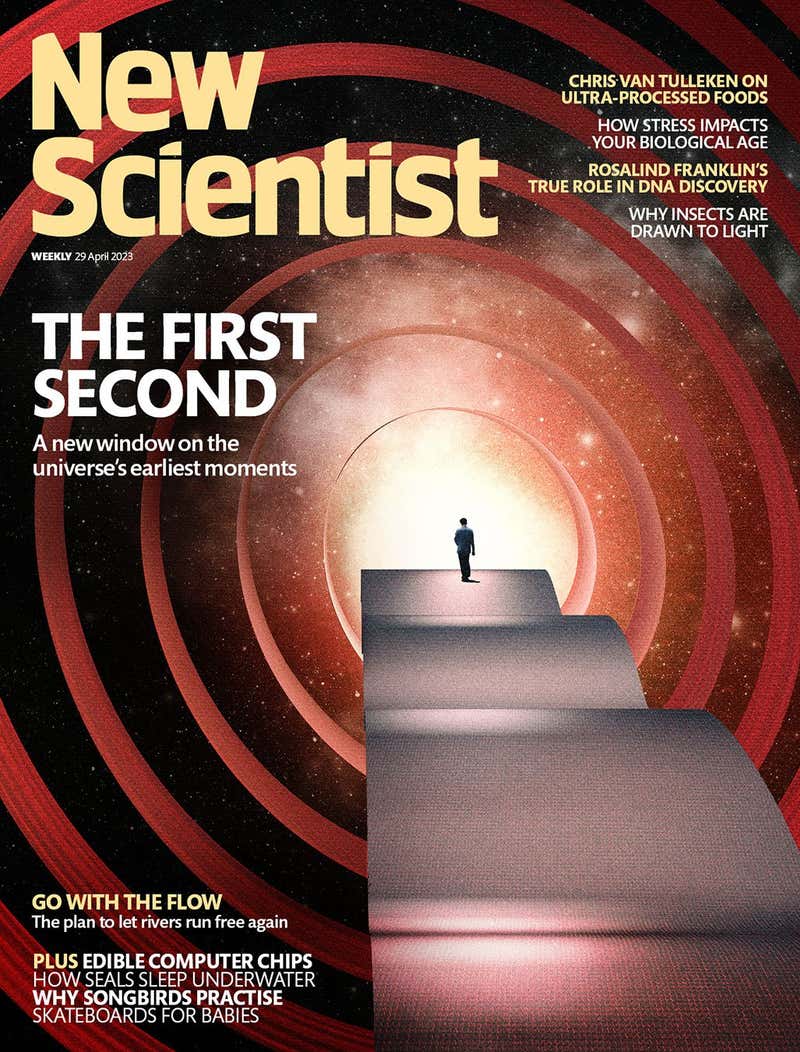 New
Scientist
WEEKLY 29 April 2023
CHRIS VAN TULLEKEN ON
ULTRA-PROCESSED FOODS
HOW STRESS IMPACTS
YOUR BIOLOGICAL AGE
ROSALIND FRANKLIN'S
TRUE ROLE IN DNA DISCOVERY
WHY INSECTS ARE
DRAWN TO LIGHT
THE FIRST
SECOND
A new window on the
universe's earliest moments
GO WITH THE FLOW
The plan to let rivers run free again
PLUS EDIBLE COMPUTER CHIPS
HOW SEALS SLEEP UNDERWATER
WHY SONGBIRDS PRACTISE
SKATEBOARDS FOR BABIES